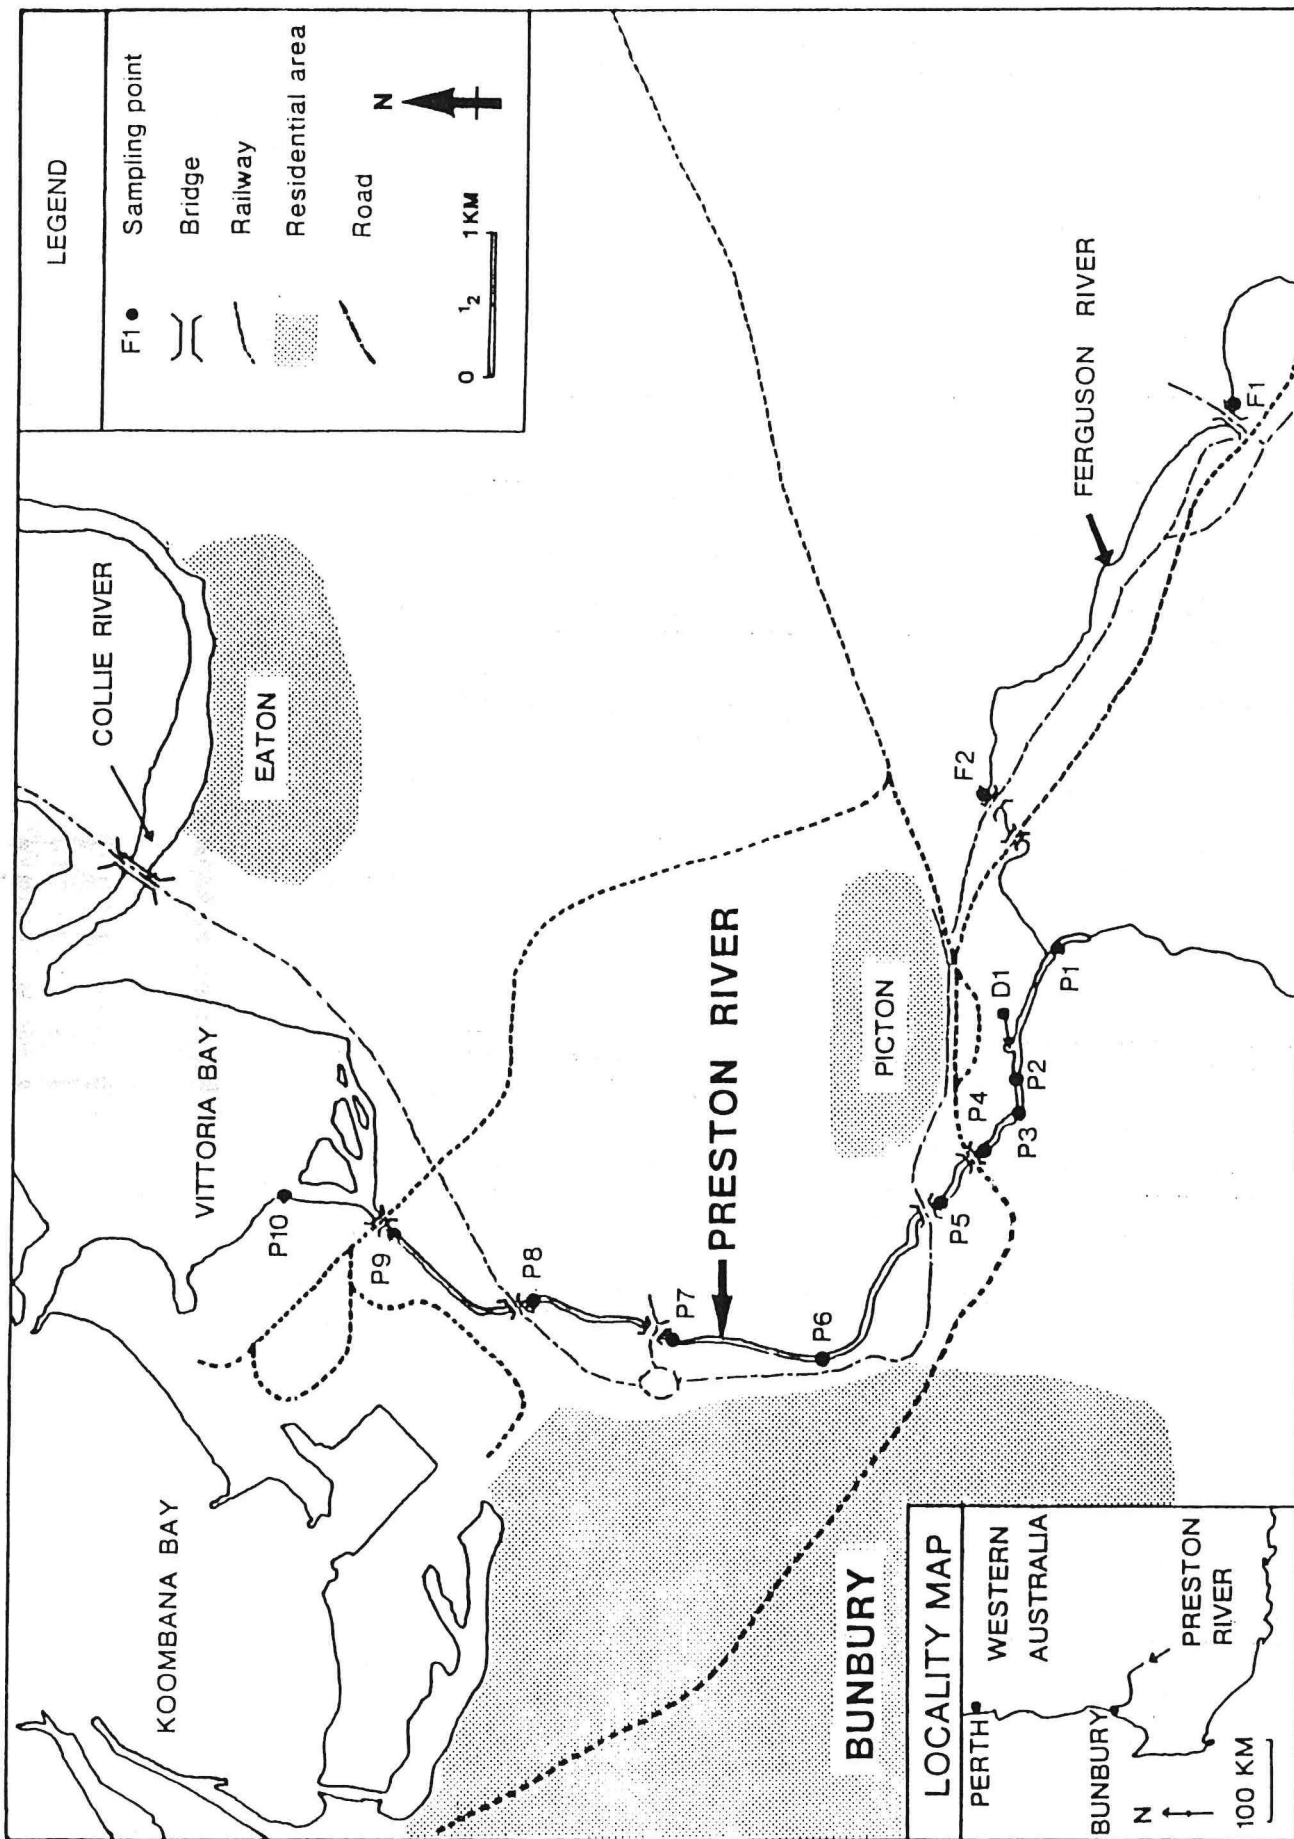 LEGEND
F1 Sampling point
Bridge
Railway
Residential area
Road
N
0 ½ 1KM
COLLIE RIVER
EATON
VITTORIA BAY
KOOMBANA BAY
P10
P9
P8
P7
PRESTON RIVER
P6
PICTON
P5
P4
P3
P2
D1
P1
F2
FERGUSON RIVER
F1
BUNBURY
LOCALITY MAP
PERTH
WESTERN
AUSTRALIA
BUNBURY
PRESTON
RIVER
N
100 KM